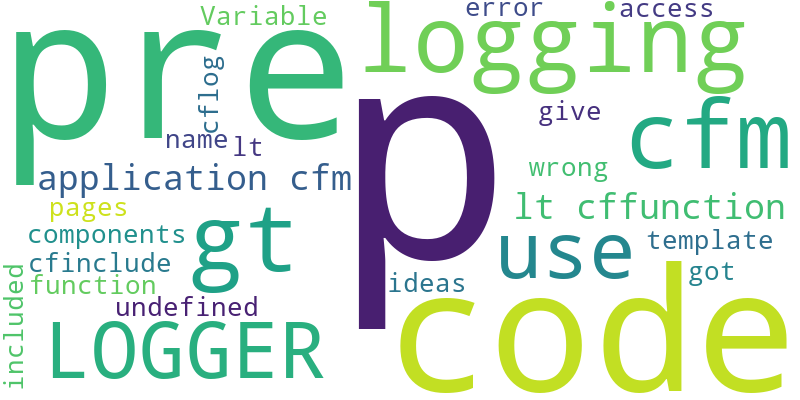 Variable
error
access
pre
logging
cflog
p
give
cfm
name
lt
wrong
application cfm
pages
gt
lt cffunction
components
use
template
cfinclude
got
function
ideas
included
undefined
code
LOGGER